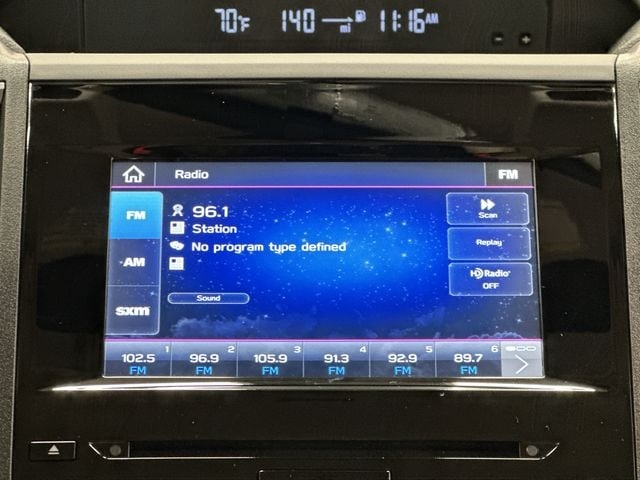 70°F 140 mi 11:16 AM
- +
Radio FM
FM
96.1
Scan
Station
AM
No program type defined
Replay
HD Radio
OFF
sxm
Sound
1 2 3 4 5 6
102.5 96.9 105.9 91.3 92.9 89.7
FM FM FM FM FM FM